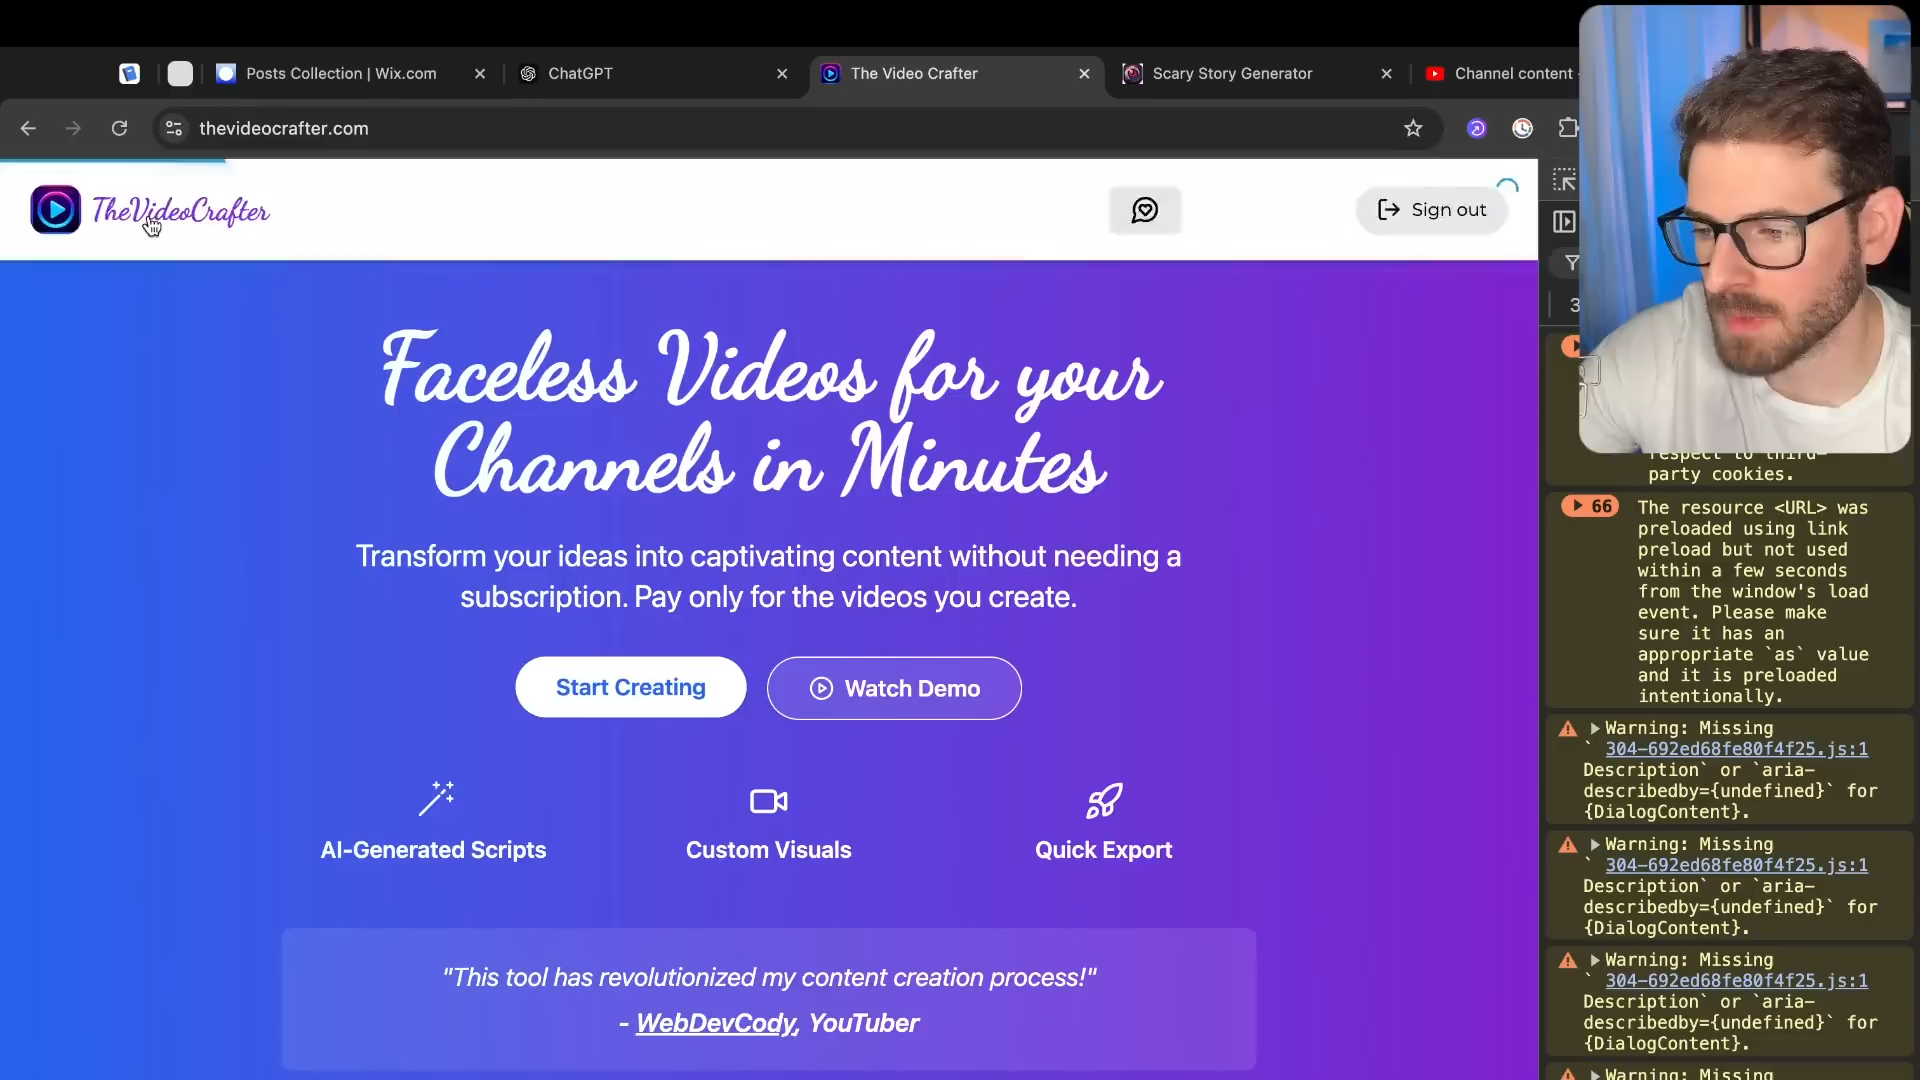 Posts Collection | Wix.com
ChatGPT
The Video Crafter
Scary Story Generator
Channel content
thevideocrafter.com
TheVideoCrafter
Sign out
Faceless Videos for your
Channels in Minutes
Transform your ideas into captivating content without needing a
subscription. Pay only for the videos you create.
Start Creating
Watch Demo
AI-Generated Scripts
Custom Visuals
Quick Export
"This tool has revolutionized my content creation process!"
- WebDevCody, YouTuber
3
respect to third-
party cookies.
66
The resource <URL> was
preloaded using link
preload but not used
within a few seconds
from the window's load
event. Please make
sure it has an
appropriate `as` value
and it is preloaded
intentionally.
Warning: Missing
` 304-692ed68fe80f4f25.js:1
Description` or `aria-
describedby={undefined}` for
{DialogContent}.
Warning: Missing
` 304-692ed68fe80f4f25.js:1
Description` or `aria-
describedby={undefined}` for
{DialogContent}.
Warning: Missing
` 304-692ed68fe80f4f25.js:1
Description` or `aria-
describedby={undefined}` for
{DialogContent}.
Warning: Missing